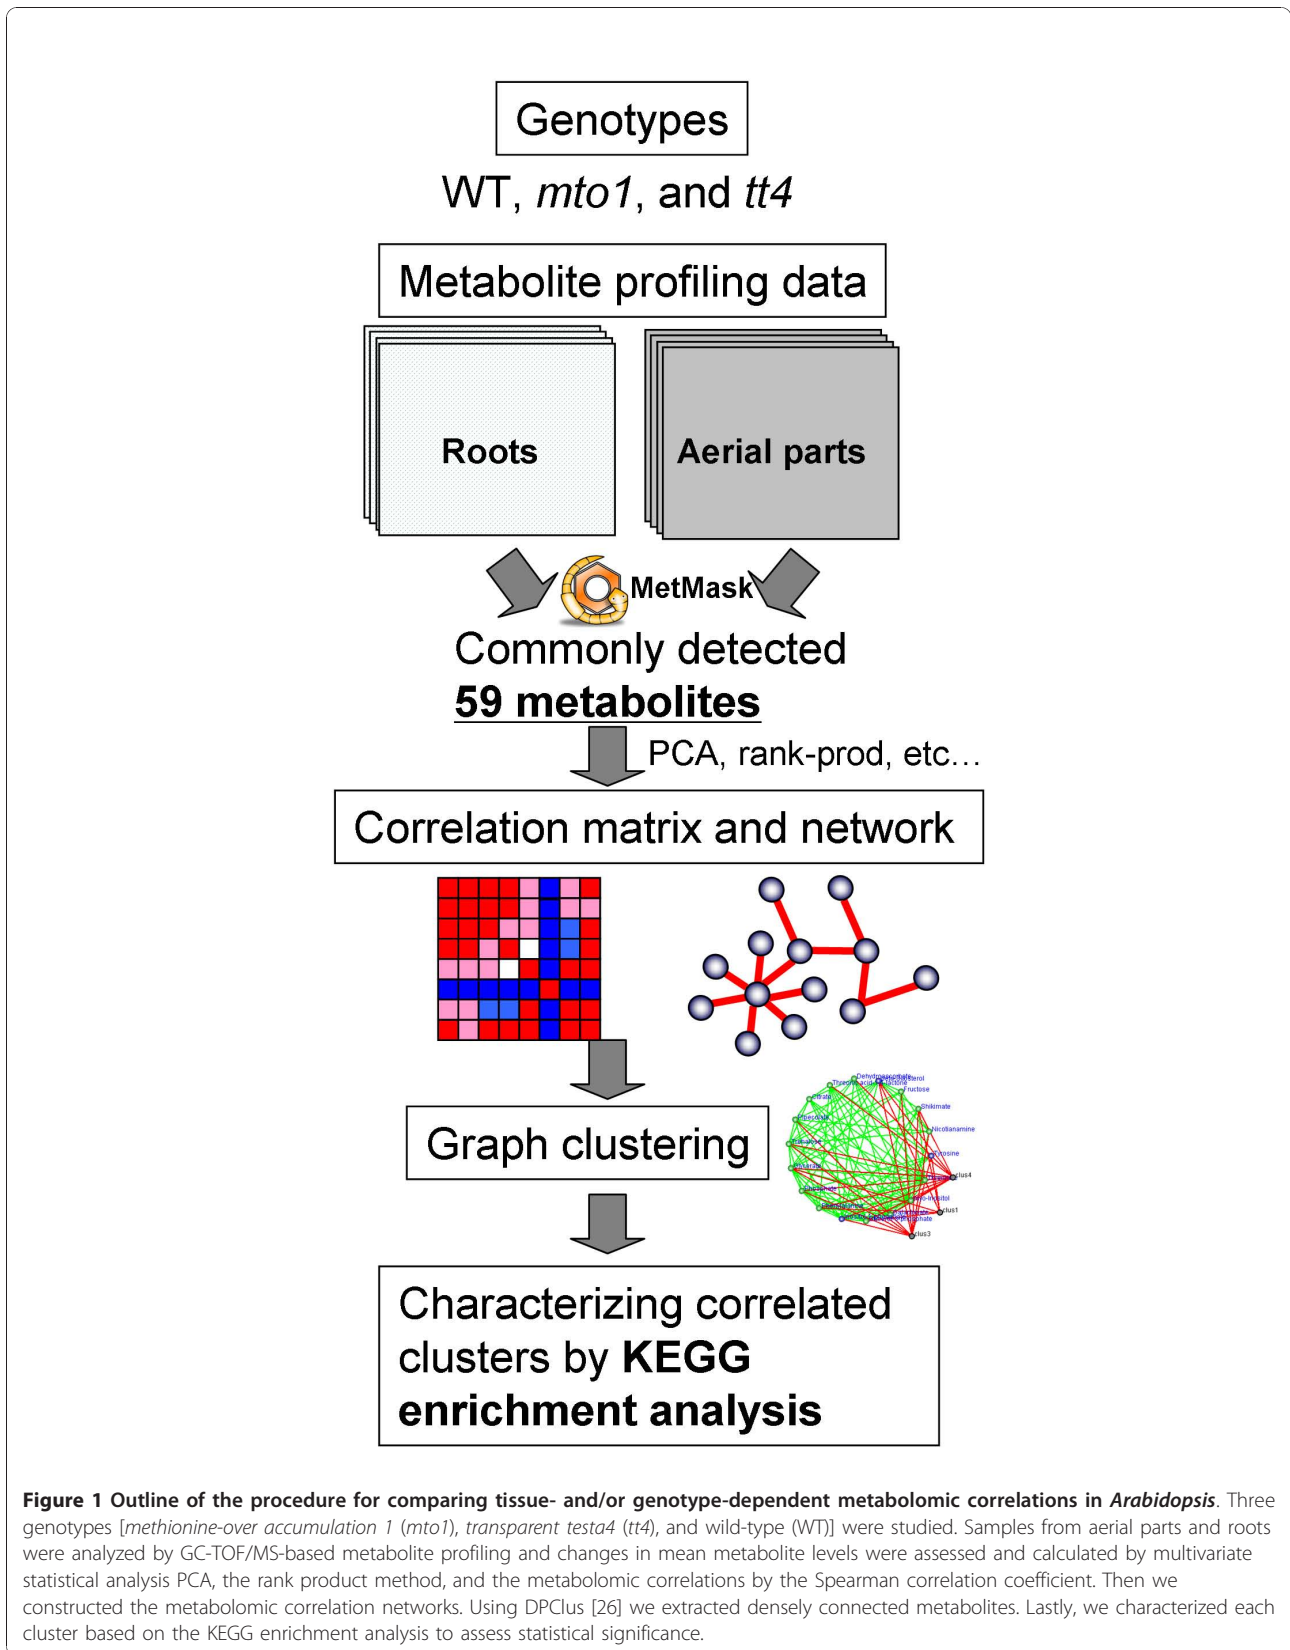 Genotypes
WT, mto1, and tt4
Metabolite profiling data
Roots
Aerial parts
MetMask
Commonly detected
59 metabolites
PCA, rank-prod, etc...
Correlation matrix and network
Graph clustering
Fructose
Shikimate
Nicotianamine
Tyrosine
clus4
clus1
clus3
Characterizing correlated
clusters by KEGG
enrichment analysis
Figure 1 Outline of the procedure for comparing tissue- and/or genotype-dependent metabolomic correlations in Arabidopsis. Three
genotypes [methionine-over accumulation 1 (mto1), transparent testa4 (tt4), and wild-type (WT)] were studied. Samples from aerial parts and roots
were analyzed by GC-TOF/MS-based metabolite profiling and changes in mean metabolite levels were assessed and calculated by multivariate
statistical analysis PCA, the rank product method, and the metabolomic correlations by the Spearman correlation coefficient. Then we
constructed the metabolomic correlation networks. Using DPClus [26] we extracted densely connected metabolites. Lastly, we characterized each
cluster based on the KEGG enrichment analysis to assess statistical significance.